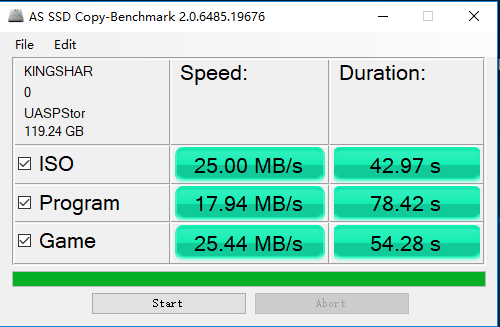 AS SSD Copy-Benchmark 2.0.6485.19676
File Edit
KINGSHAR
0
UASPStor
119.24 GB
Speed: Duration:
ISO 25.00 MB/s 42.97 s
Program 17.94 MB/s 78.42 s
Game 25.44 MB/s 54.28 s
Start Abort